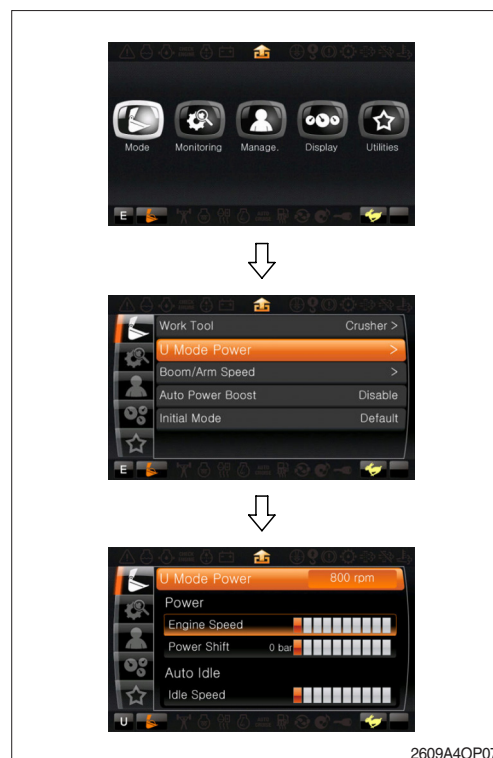 Mode Monitoring Manage. Display Utilities
E
Work Tool Crusher >
U Mode Power >
Boom/Arm Speed >
Auto Power Boost Disable
Initial Mode Default
E
U Mode Power 800 rpm
Power
Engine Speed
Power Shift 0 bar
Auto Idle
Idle Speed
U
2609A4OP07